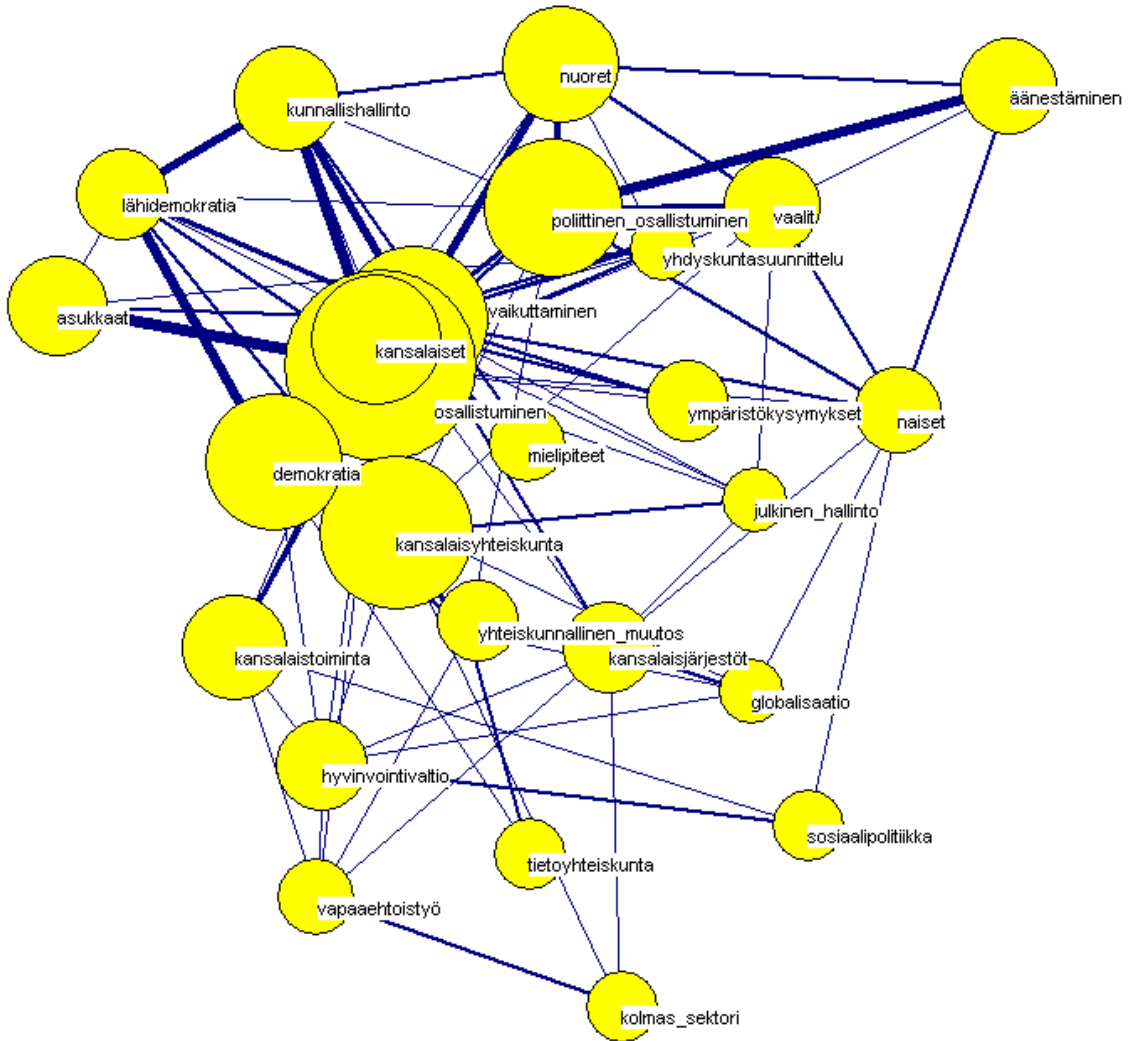 nuoret
äänestäminen
kunnallishallinto
lähidemokratia
poliittinen_osallistuminen
vaalit
yhdyskuntasuunnittelu
asukkaat
vaikuttaminen
kansalaiset
osallistuminen
ympäristökysymykset
naiset
mielipiteet
demokratia
julkinen_hallinto
kansalaisyhteiskunta
yhteiskunnallinen_muutos
kansalaistoiminta
kansalaisjärjestöt
globalisaatio
hyvinvointivaltio
sosiaalipolitiikka
tietoyhteiskunta
vapaaehtoistyö
kolmas_sektori